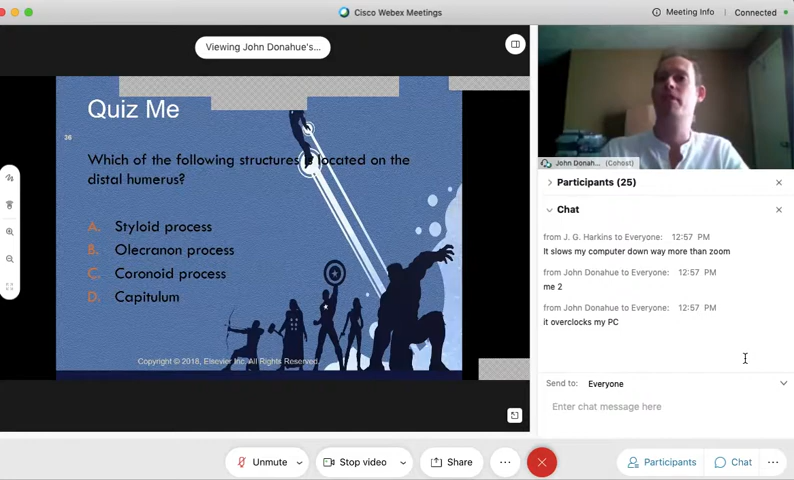 Cisco Webex Meetings
Meeting Info
Connected
Viewing John Donahue's...
Quiz Me
36
Which of the following structures is located on the
distal humerus?
A. Styloid process
B. Olecranon process
C. Coronoid process
D. Capitulum
Copyright © 2018, Elsevier Inc. All Rights Reserved.
John Donah... (Cohost)
Participants (25)
Chat
from J. G. Harkins to Everyone: 12:57 PM
It slows my computer down way more than zoom
from John Donahue to Everyone: 12:57 PM
me 2
from John Donahue to Everyone: 12:57 PM
it overclocks my PC
Send to: Everyone
Enter chat message here
Unmute
Stop video
Share
Participants
Chat